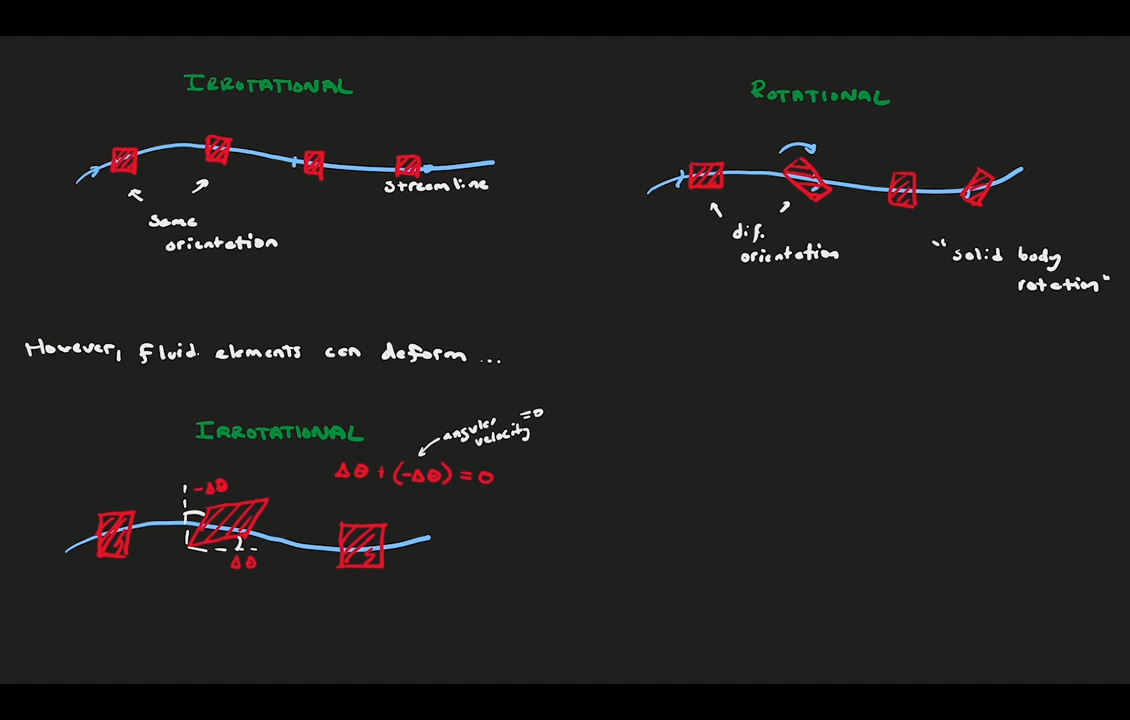 IRROTATIONAL
same
orientation
streamline
ROTATIONAL
dif.
orientation
"solid body
rotation"
However, fluid elements can deform ...
IRROTATIONAL
angular
velocity =0
Δθ + (-Δθ) = 0
-Δθ
Δθ